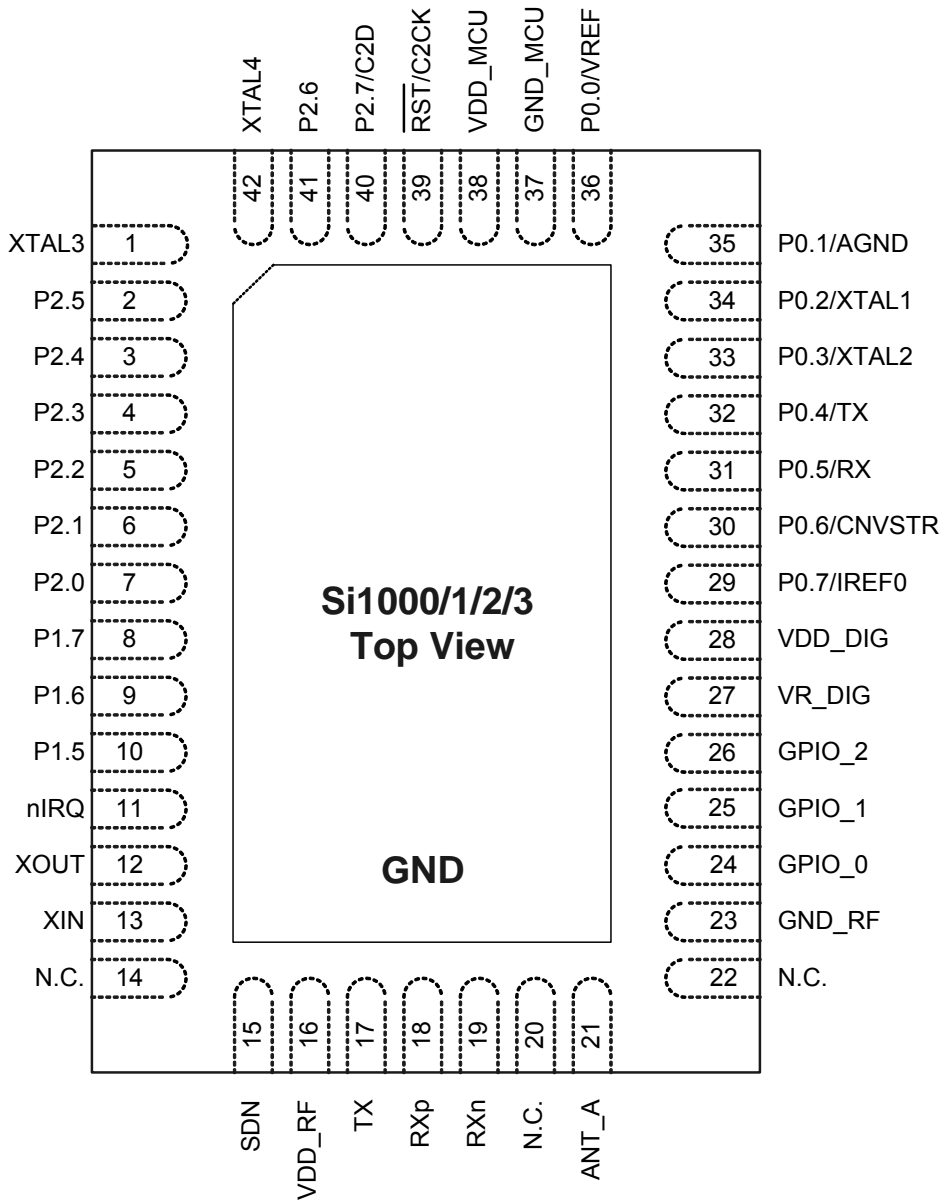 XTAL4
P2.6
P2.7/C2D
RST/C2CK
VDD_MCU
GND_MCU
P0.0/VREF
42
41
40
39
38
37
36
XTAL3 1
P2.5 2
P2.4 3
P2.3 4
P2.2 5
P2.1 6
P2.0 7
P1.7 8
P1.6 9
P1.5 10
nIRQ 11
XOUT 12
XIN 13
N.C. 14
Si1000/1/2/3
Top View
GND
35 P0.1/AGND
34 P0.2/XTAL1
33 P0.3/XTAL2
32 P0.4/TX
31 P0.5/RX
30 P0.6/CNVSTR
29 P0.7/IREF0
28 VDD_DIG
27 VR_DIG
26 GPIO_2
25 GPIO_1
24 GPIO_0
23 GND_RF
22 N.C.
15
16
17
18
19
20
21
SDN
VDD_RF
TX
RXp
RXn
N.C.
ANT_A